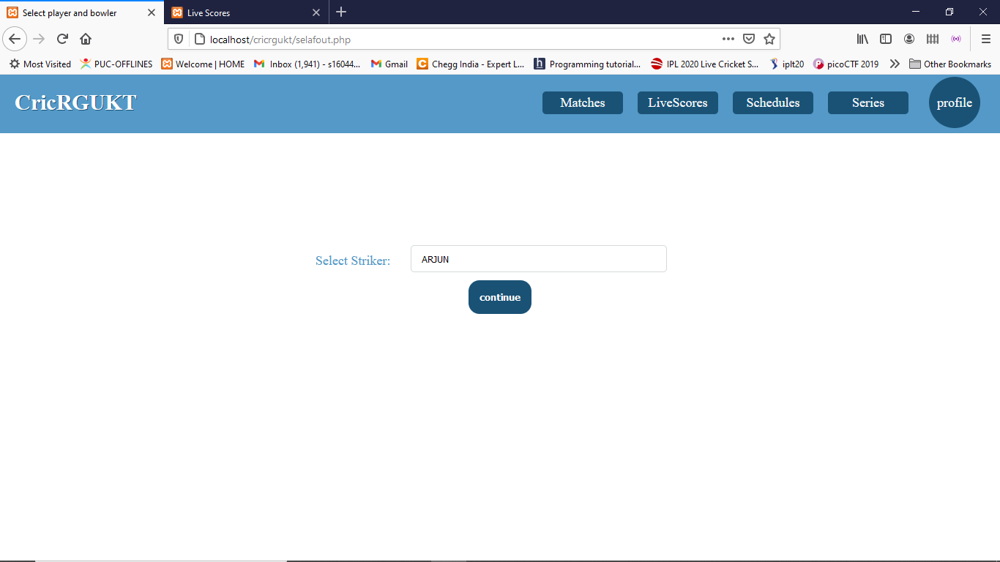 Select player and bowler
Live Scores
localhost/cricrgukt/selafout.php
Most Visited PUC-OFFLINES Welcome | HOME Inbox (1,941) - s16044... Gmail Chegg India - Expert L... Programming tutorial... IPL 2020 Live Cricket S... iplt20 picoCTF 2019 Other Bookmarks
CricRGUKT
Matches LiveScores Schedules Series profile
Select Striker: ARJUN
continue